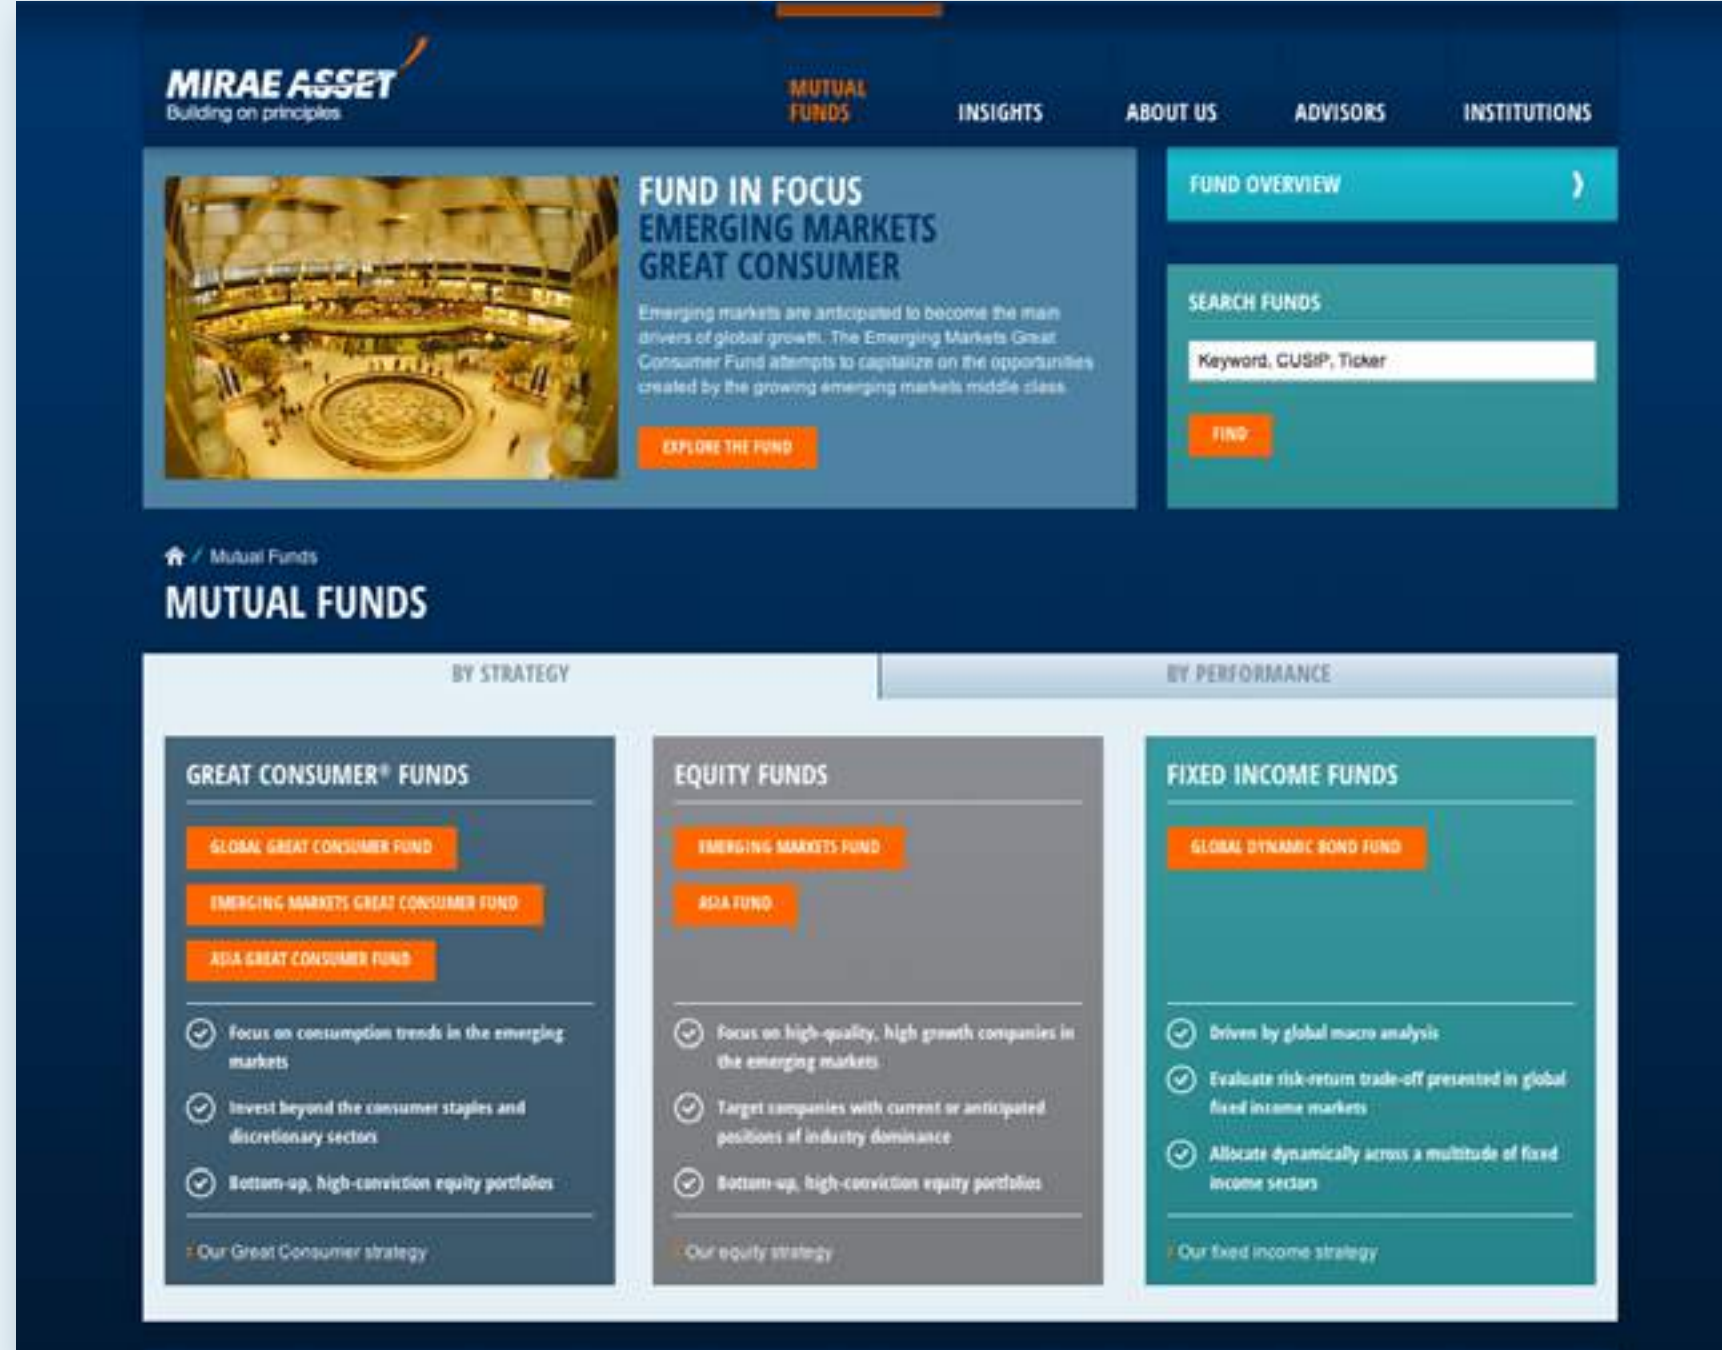 MIRAE ASSET
Building on principles
MUTUAL
FUNDS
INSIGHTS
ABOUT US
ADVISORS
INSTITUTIONS
FUND IN FOCUS
EMERGING MARKETS
GREAT CONSUMER
Emerging markets are anticipated to become the main
drivers of global growth. The Emerging Markets Great
Consumer Fund attempts to capitalize on the opportunities
created by the growing emerging markets middle class.
EXPLORE THE FUND
FUND OVERVIEW
SEARCH FUNDS
Keyword, CUSIP, Ticker
FIND
/ Mutual Funds
MUTUAL FUNDS
BY STRATEGY
BY PERFORMANCE
GREAT CONSUMER® FUNDS
GLOBAL GREAT CONSUMER FUND
EMERGING MARKETS GREAT CONSUMER FUND
ASIA GREAT CONSUMER FUND
Focus on consumption trends in the emerging
markets
Invest beyond the consumer staples and
discretionary sectors
Bottom-up, high-conviction equity portfolios
Our Great Consumer strategy
EQUITY FUNDS
EMERGING MARKETS FUND
ASIA FUND
Focus on high-quality, high growth companies in
the emerging markets
Target companies with current or anticipated
positions of industry dominance
Bottom-up, high-conviction equity portfolios
Our equity strategy
FIXED INCOME FUNDS
GLOBAL DYNAMIC BOND FUND
Driven by global macro analysis
Evaluate risk-return trade-off presented in global
fixed income markets
Allocate dynamically across a multitude of fixed
income sectors
Our fixed income strategy